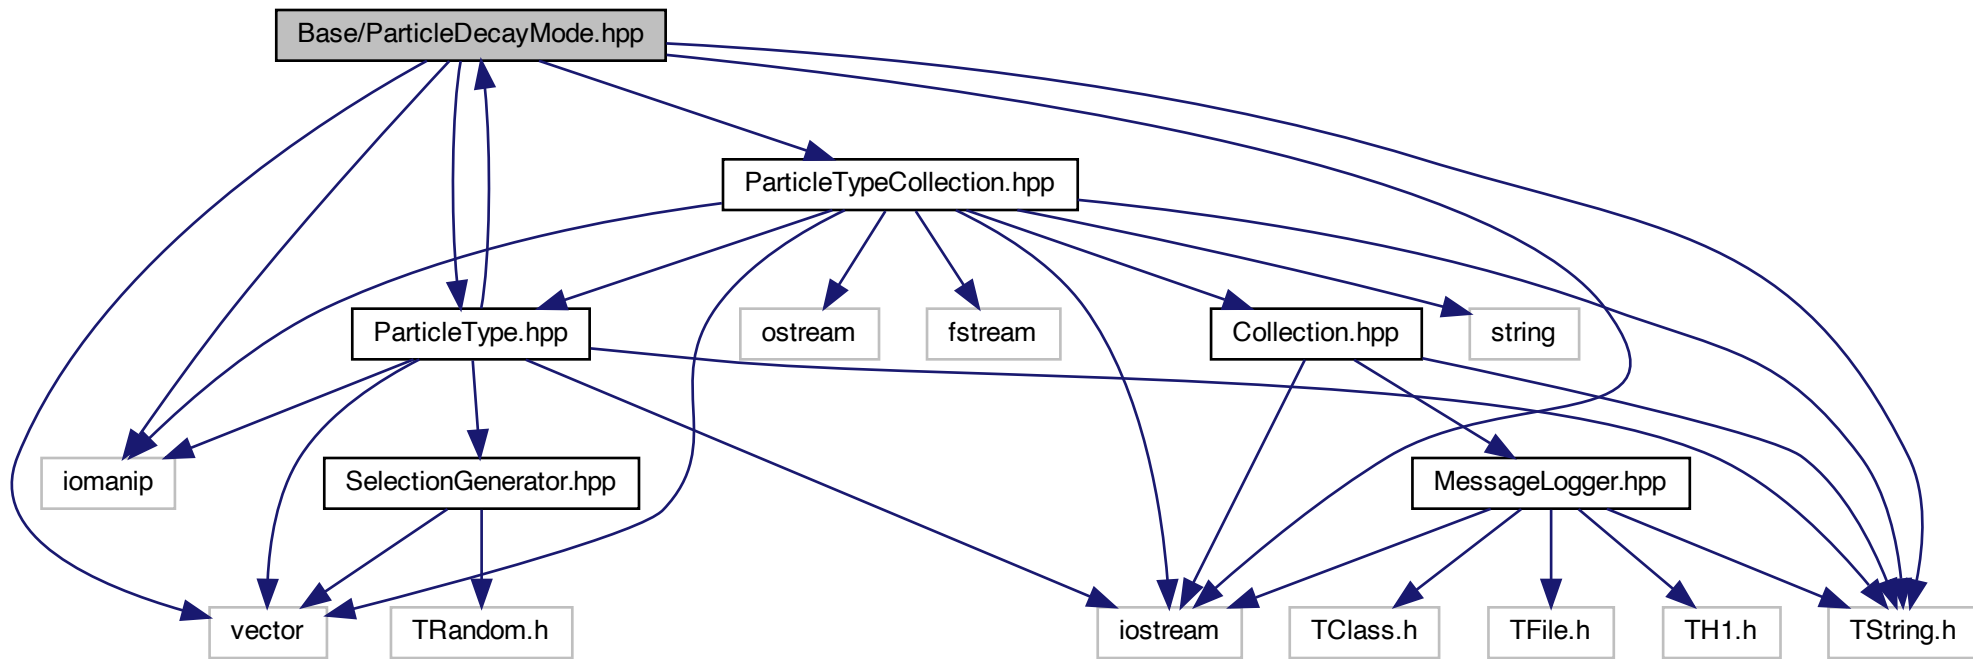 Base/ParticleDecayMode.hpp
ParticleTypeCollection.hpp
ParticleType.hpp
ostream
fstream
Collection.hpp
string
iomanip
SelectionGenerator.hpp
MessageLogger.hpp
vector
TRandom.h
iostream
TClass.h
TFile.h
TH1.h
TString.h